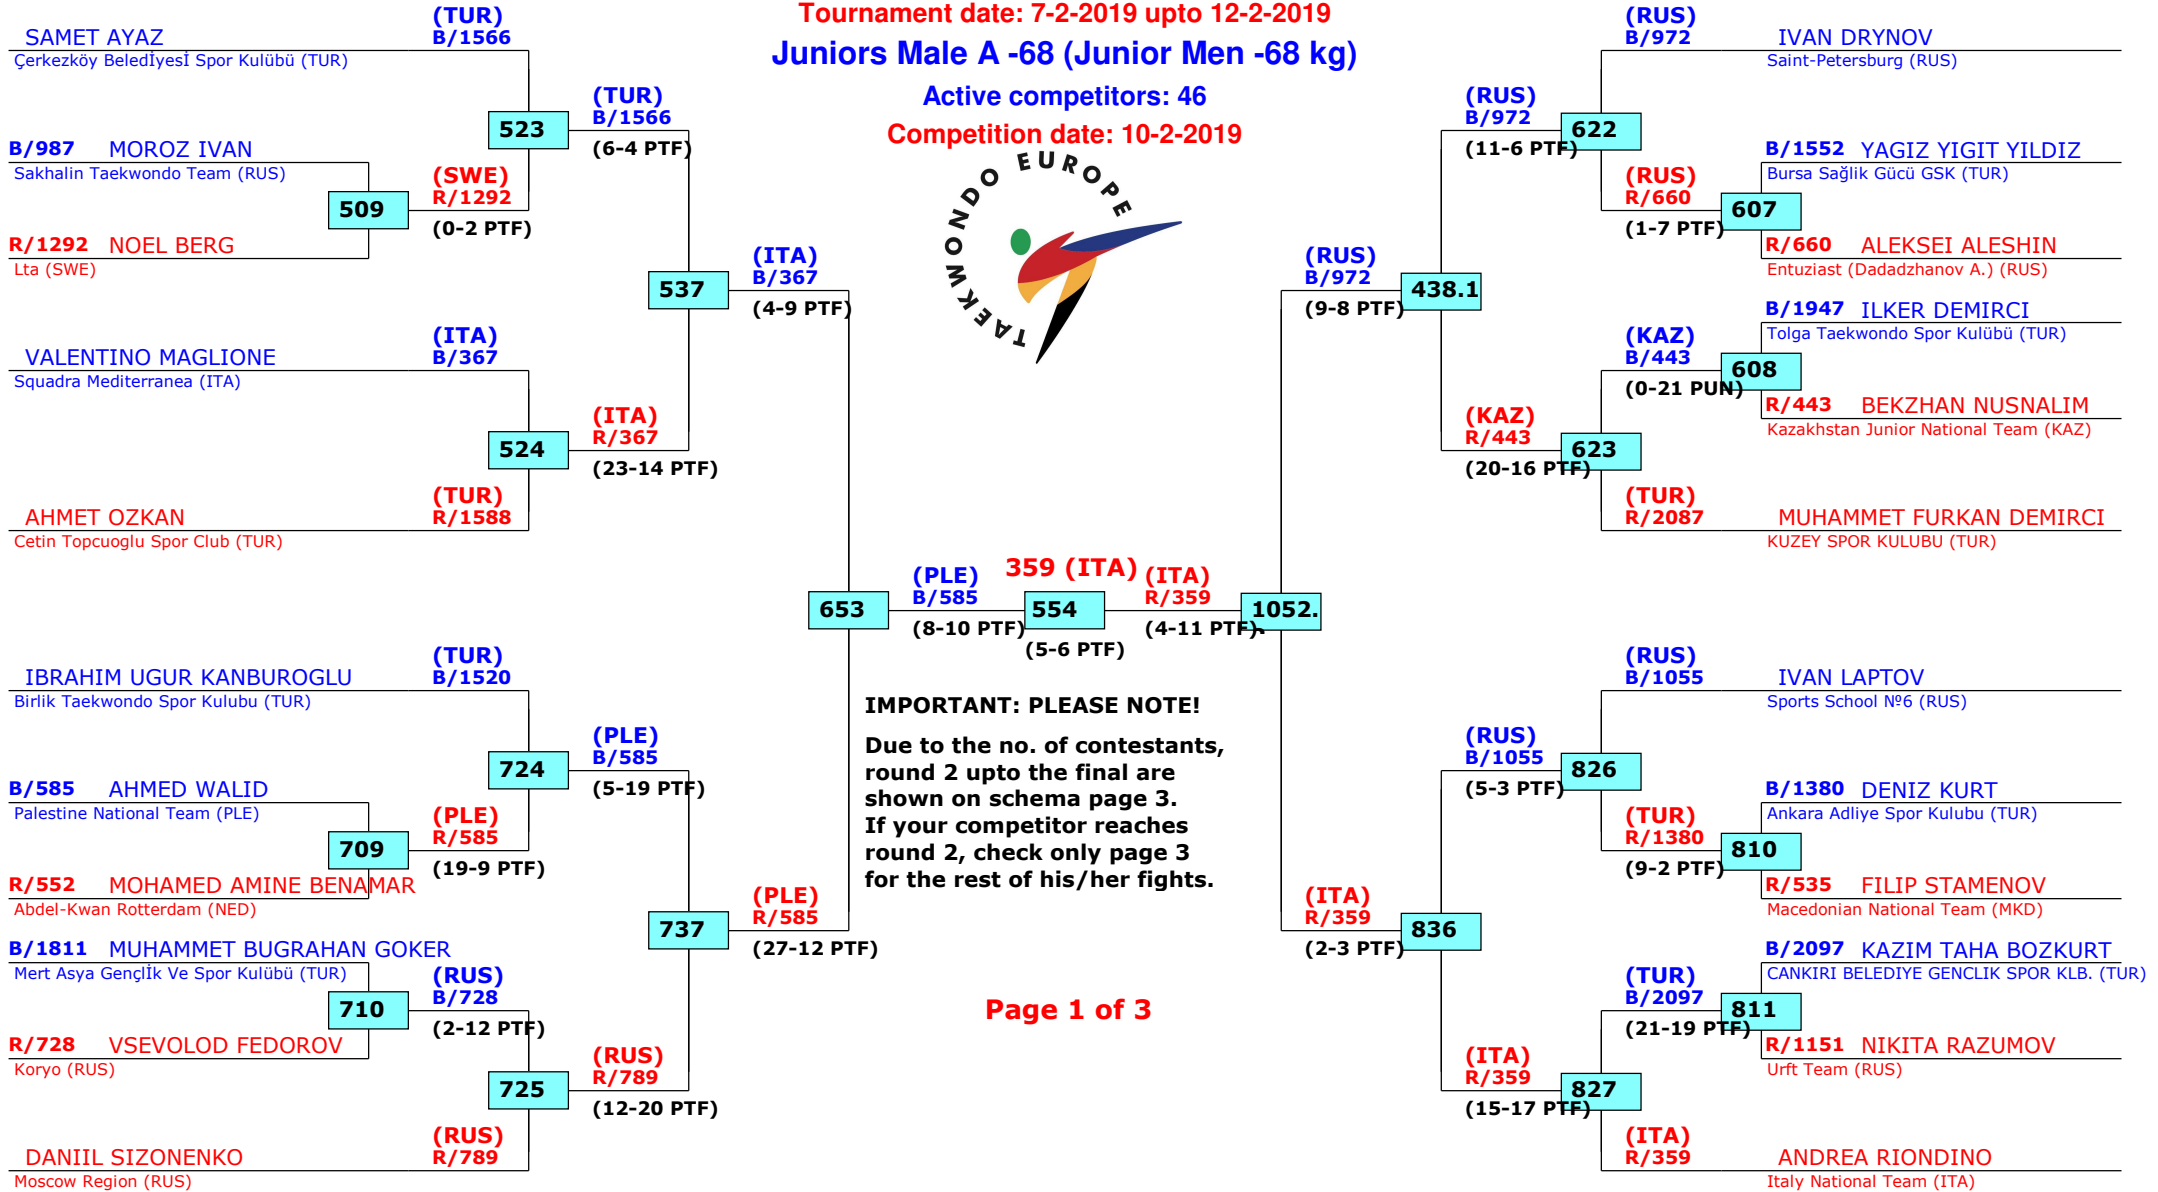 Tournament date: 7-2-2019 upto 12-2-2019
Juniors Male A -68 (Junior Men -68 kg)
Active competitors: 46
Competition date: 10-2-2019
TAEKWONDO EUROPE
SAMET AYAZ
Çerkezköy Beledİyesİ Spor Kulübü (TUR)
(TUR)
B/1566
B/987 MOROZ IVAN
Sakhalin Taekwondo Team (RUS)
R/1292 NOEL BERG
Lta (SWE)
509
(SWE)
R/1292
(0-2 PTF)
523
(TUR)
B/1566
(6-4 PTF)
VALENTINO MAGLIONE
Squadra Mediterranea (ITA)
(ITA)
B/367
AHMET OZKAN
Cetin Topcuoglu Spor Club (TUR)
(TUR)
R/1588
524
(ITA)
R/367
(23-14 PTF)
537
(ITA)
B/367
(4-9 PTF)
IBRAHIM UGUR KANBUROGLU
Birlik Taekwondo Spor Kulubu (TUR)
(TUR)
B/1520
B/585 AHMED WALID
Palestine National Team (PLE)
R/552 MOHAMED AMINE BENAMAR
Abdel-Kwan Rotterdam (NED)
709
(PLE)
R/585
(19-9 PTF)
724
(PLE)
B/585
(5-19 PTF)
B/1811 MUHAMMET BUGRAHAN GOKER
Mert Asya Gençlİk Ve Spor Kulübü (TUR)
R/728 VSEVOLOD FEDOROV
Koryo (RUS)
710
(RUS)
B/728
(2-12 PTF)
DANIIL SIZONENKO
Moscow Region (RUS)
(RUS)
R/789
725
(RUS)
R/789
(12-20 PTF)
737
(PLE)
R/585
(27-12 PTF)
653
(PLE)
B/585
(8-10 PTF)
359 (ITA)
554
(5-6 PTF)
(ITA)
R/359
(4-11 PTF).
1052.
IMPORTANT: PLEASE NOTE!
Due to the no. of contestants,
round 2 upto the final are
shown on schema page 3.
If your competitor reaches
round 2, check only page 3
for the rest of his/her fights.
Page 1 of 3
(RUS)
B/972
(9-8 PTF)
438.1
(RUS)
B/972
(11-6 PTF)
622
(RUS)
B/972
IVAN DRYNOV
Saint-Petersburg (RUS)
(RUS)
R/660
(1-7 PTF)
607
B/1552 YAGIZ YIGIT YILDIZ
Bursa Sağlik Gücü GSK (TUR)
R/660 ALEKSEI ALESHIN
Entuziast (Dadadzhanov A.) (RUS)
(KAZ)
R/443
(20-16 PTF)
623
(KAZ)
B/443
(0-21 PUN)
608
B/1947 ILKER DEMIRCI
Tolga Taekwondo Spor Kulübü (TUR)
R/443 BEKZHAN NUSNALIM
Kazakhstan Junior National Team (KAZ)
(TUR)
R/2087
MUHAMMET FURKAN DEMIRCI
KUZEY SPOR KULUBU (TUR)
(ITA)
R/359
(2-3 PTF)
836
(RUS)
B/1055
(5-3 PTF)
826
(RUS)
B/1055
IVAN LAPTOV
Sports School №6 (RUS)
(TUR)
R/1380
(9-2 PTF)
810
B/1380 DENIZ KURT
Ankara Adliye Spor Kulubu (TUR)
R/535 FILIP STAMENOV
Macedonian National Team (MKD)
(ITA)
R/359
(15-17 PTF)
827
(TUR)
B/2097
(21-19 PTF)
811
B/2097 KAZIM TAHA BOZKURT
CANKIRI BELEDIYE GENCLIK SPOR KLB. (TUR)
R/1151 NIKITA RAZUMOV
Urft Team (RUS)
(ITA)
R/359
ANDREA RIONDINO
Italy National Team (ITA)